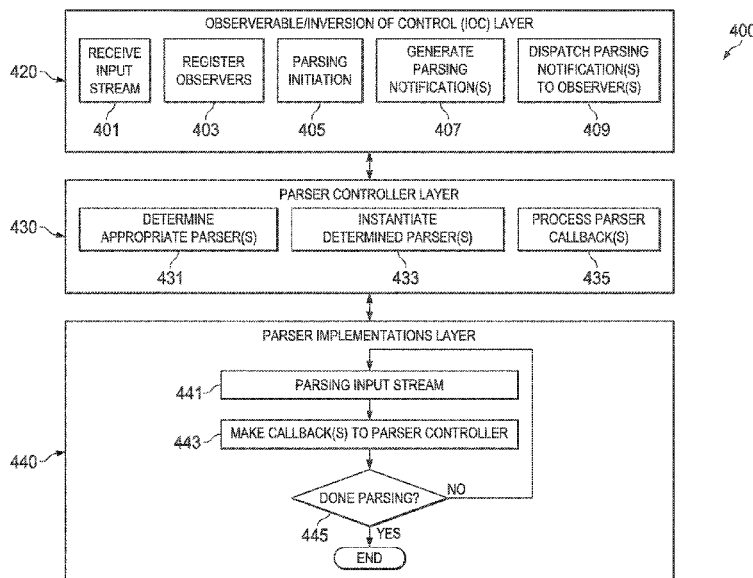 OBSERVERABLE/INVERSION OF CONTROL (IOC) LAYER
400
420
RECEIVE
INPUT
STREAM
REGISTER
OBSERVERS
PARSING
INITIATION
GENERATE
PARSING
NOTIFICATION(S)
DISPATCH PARSING
NOTIFICATION(S)
TO OBSERVER(S)
401
403
405
407
409
PARSER CONTROLLER LAYER
430
DETERMINE
APPROPRIATE PARSER(S)
INSTANTIATE
DETERMINED PARSER(S)
PROCESS PARSER
CALLBACK(S)
431
433
435
PARSER IMPLEMENTATIONS LAYER
441
PARSING INPUT STREAM
443
MAKE CALLBACK(S) TO PARSER CONTROLLER
440
DONE PARSING?
NO
445
YES
END